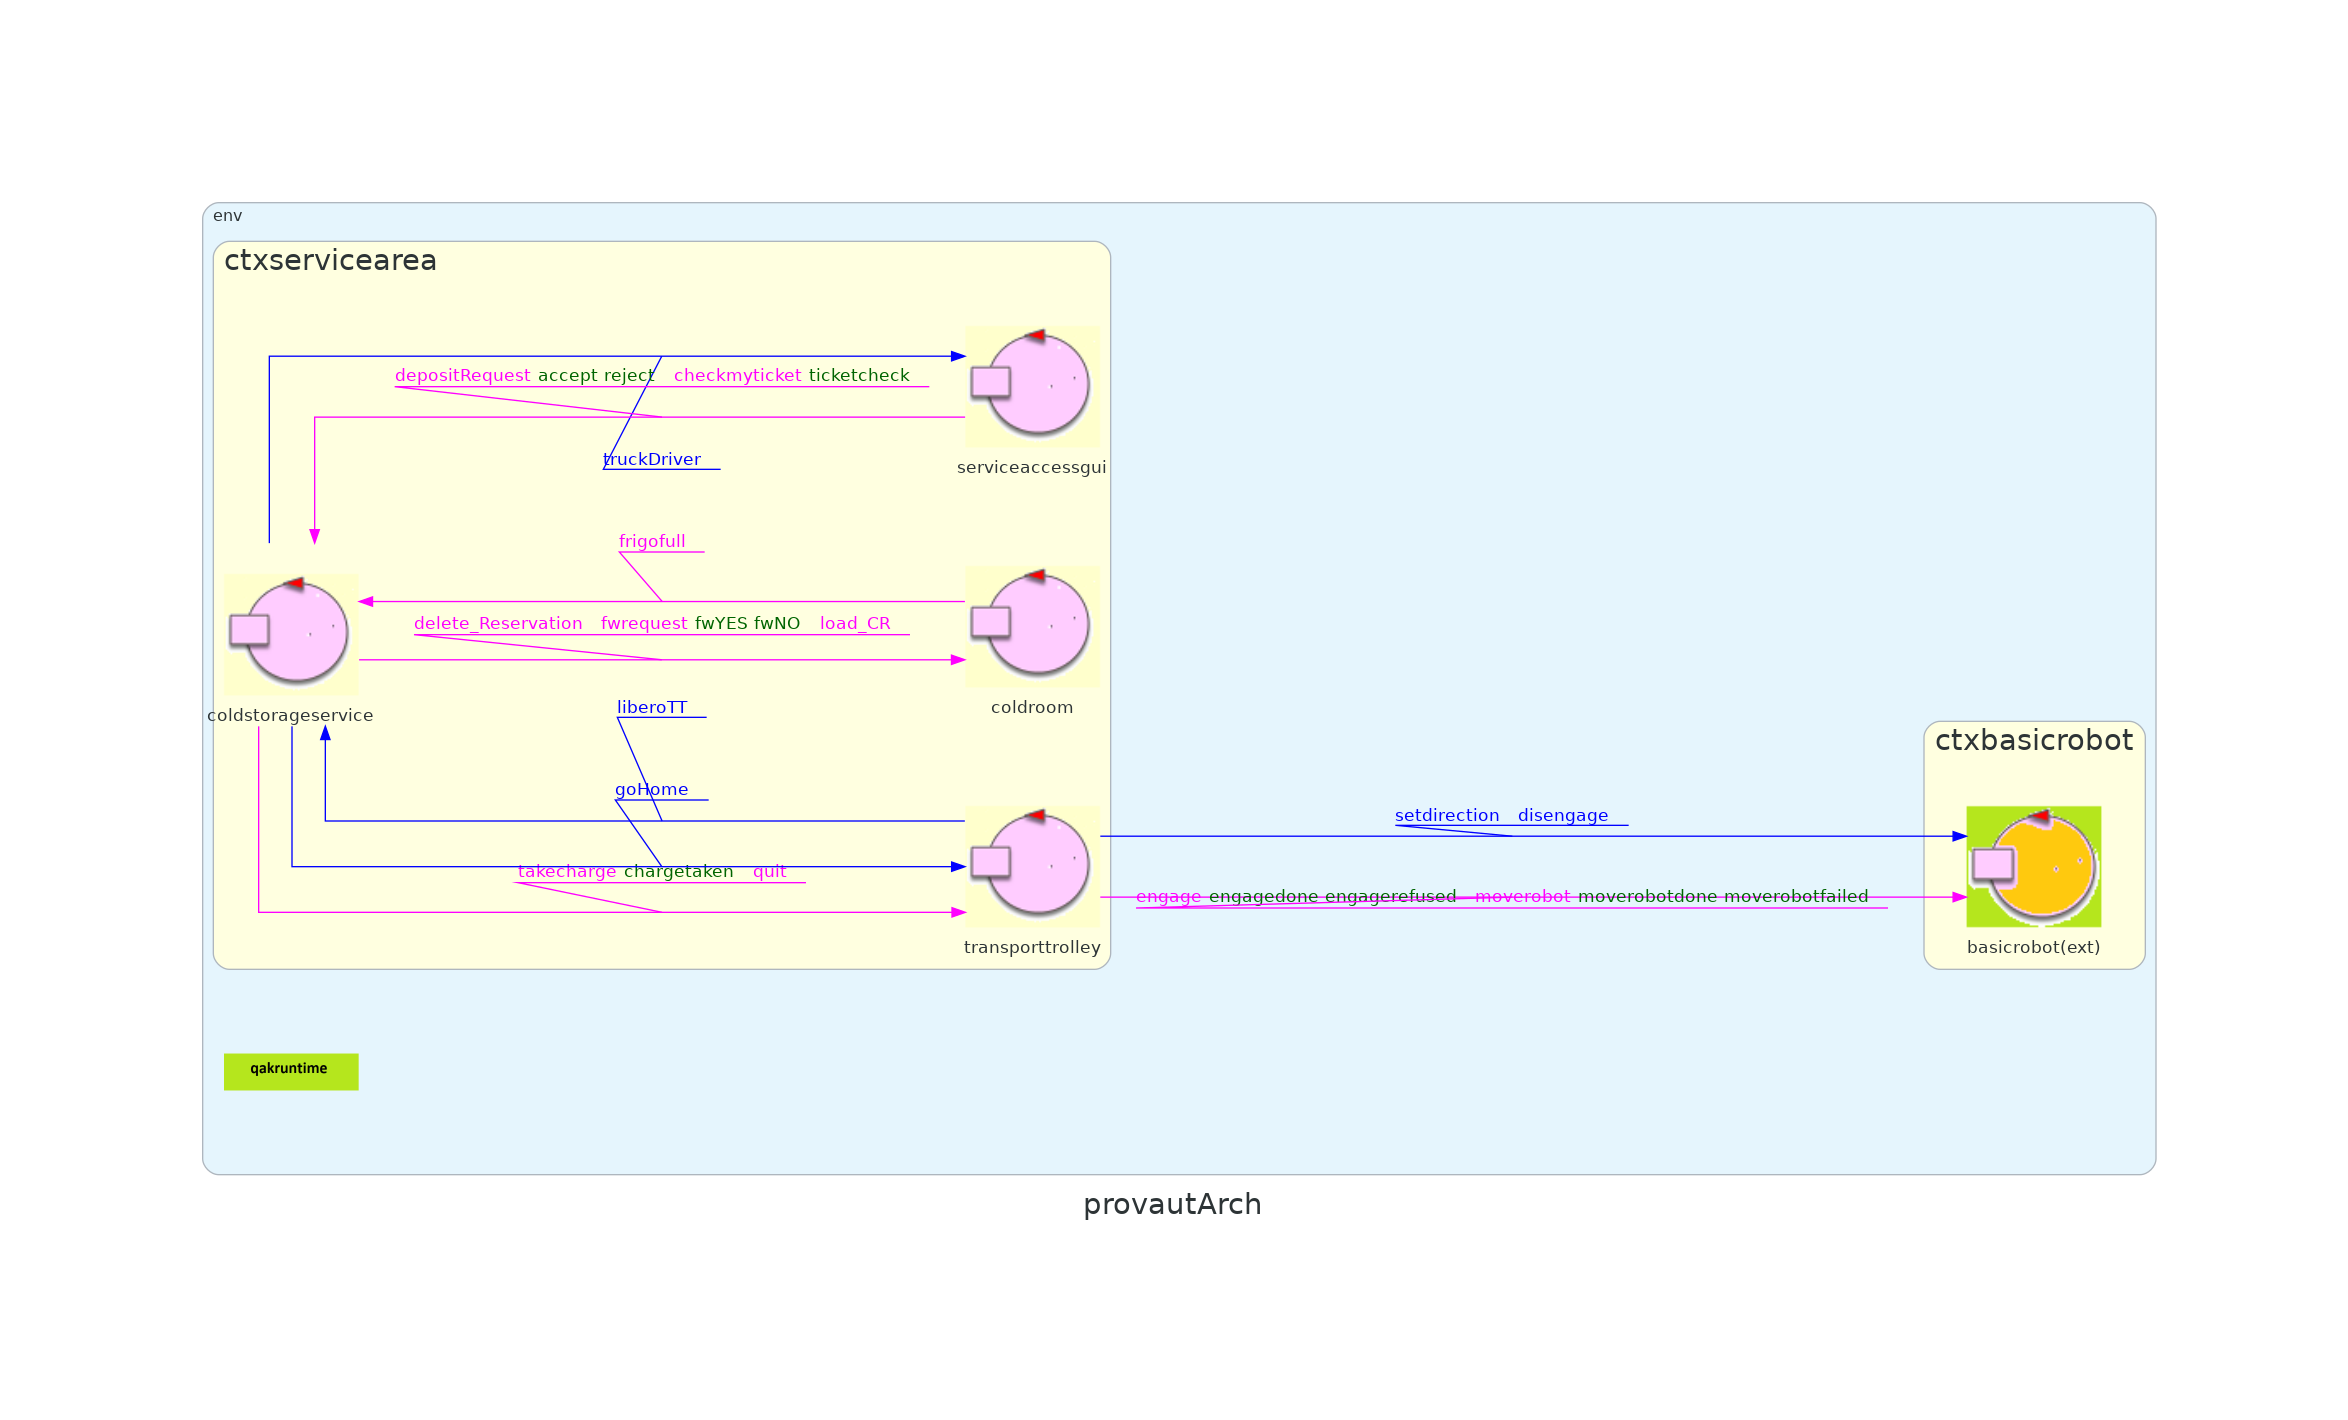 env
ctxservicearea
depositRequest accept reject checkmyticket ticketcheck
truckDriver
serviceaccessgui
frigofull
delete_Reservation fwrequest fwYES fwNO load_CR
coldstorageservice
coldroom
liberoTT
goHome
takecharge chargetaken quit
transporttrolley
setdirection disengage
engage engagedone engagerefused moverobot moverobotdone moverobotfailed
ctxbasicrobot
basicrobot(ext)
qakruntime
provautArch